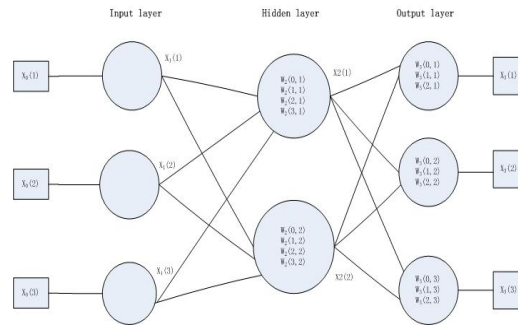 Input layer
Hidden layer
Output layer
X₀(1)
X₁(1)
W₂(0,1)
W₂(1,1)
W₂(2,1)
W₂(3,1)
X2(1)
W₃(0,1)
W₃(1,1)
W₃(2,1)
X₃(1)
X₀(2)
X₁(2)
W₃(0,2)
W₃(1,2)
W₃(2,2)
X₃(2)
X₀(3)
X₁(3)
W₂(0,2)
W₂(1,2)
W₂(2,2)
W₂(3,2)
X2(2)
W₃(0,3)
W₃(1,3)
W₃(2,3)
X₃(3)